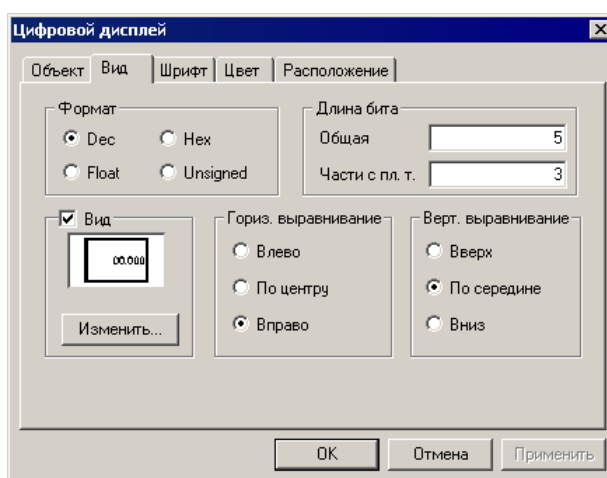 Цифровой дисплей
Объект Вид Шрифт Цвет Расположение
Формат
Dec Hex
Float Unsigned
Длина бита
Общая 5
Части с пл. т. 3
Вид
00.000
Изменить...
Гориз. выравнивание
Влево
По центру
Вправо
Верт. выравнивание
Вверх
По середине
Вниз
OK Отмена Применить